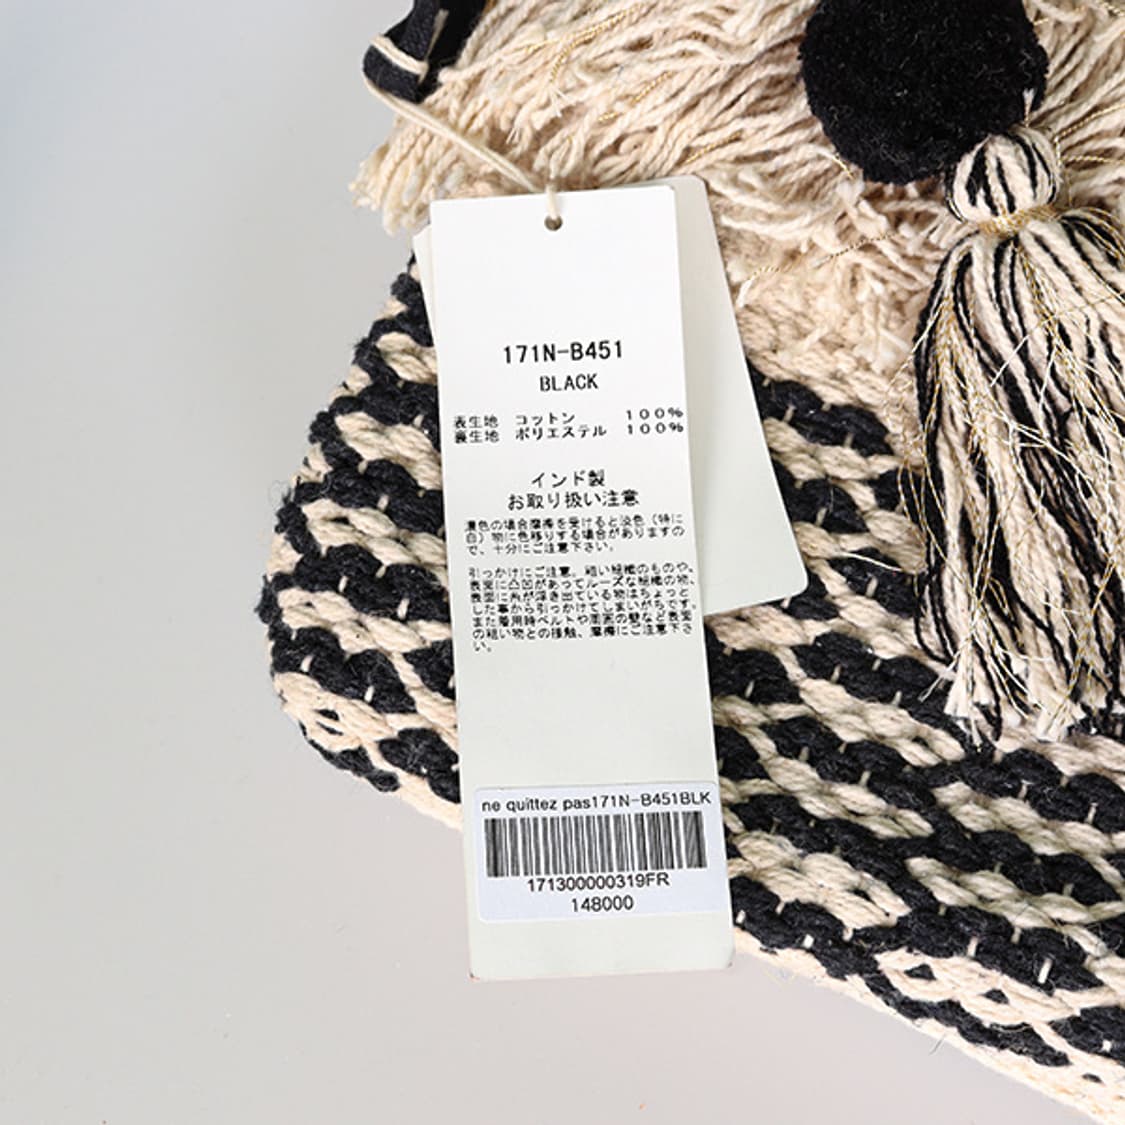 171N-B451
BLACK
表生地 コットン 100%
裏生地 ポリエステル 100%
インド製
お取り扱い注意
濃色の場合摩擦を受けると淡色（特に
白）物に色移りする場合がありますの
で、十分にご注意下さい。
引っかけにご注意。粗い組織のものや、
表面に凸凹があってルーズな組織の物、
表面に糸が浮き出ている物はちょっと
した事から引っかけてしまいがちです。
また着用時ベルトや周囲の壁など表面
の粗い物との接触、摩擦にご注意下さ
い。
ne quittez pas171N-B451BLK
171300000319FR
148000